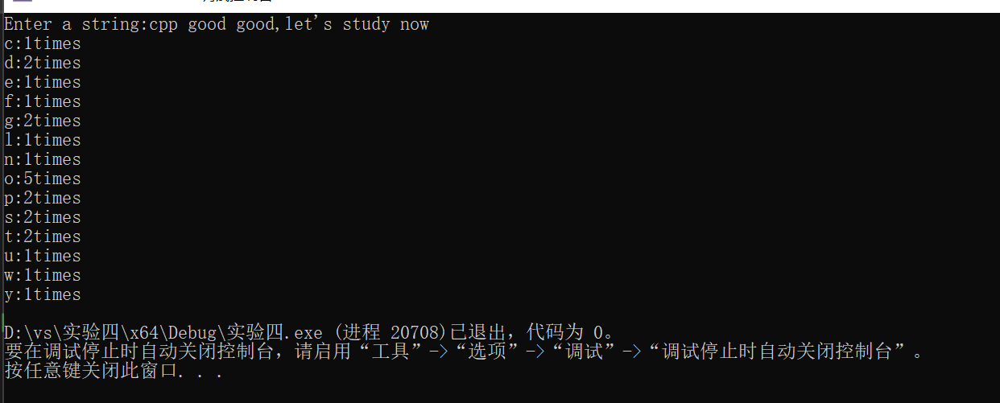 Enter a string:cpp good good,let's study now
c:1times
d:2times
e:1times
f:1times
g:2times
l:1times
n:1times
o:5times
p:2times
s:2times
t:2times
u:1times
w:1times
y:1times
D:\vs\实验四\x64\Debug\实验四.exe (进程 20708)已退出，代码为 0。
要在调试停止时自动关闭控制台，请启用“工具”->“选项”->“调试”->“调试停止时自动关闭控制台”。
按任意键关闭此窗口. . .